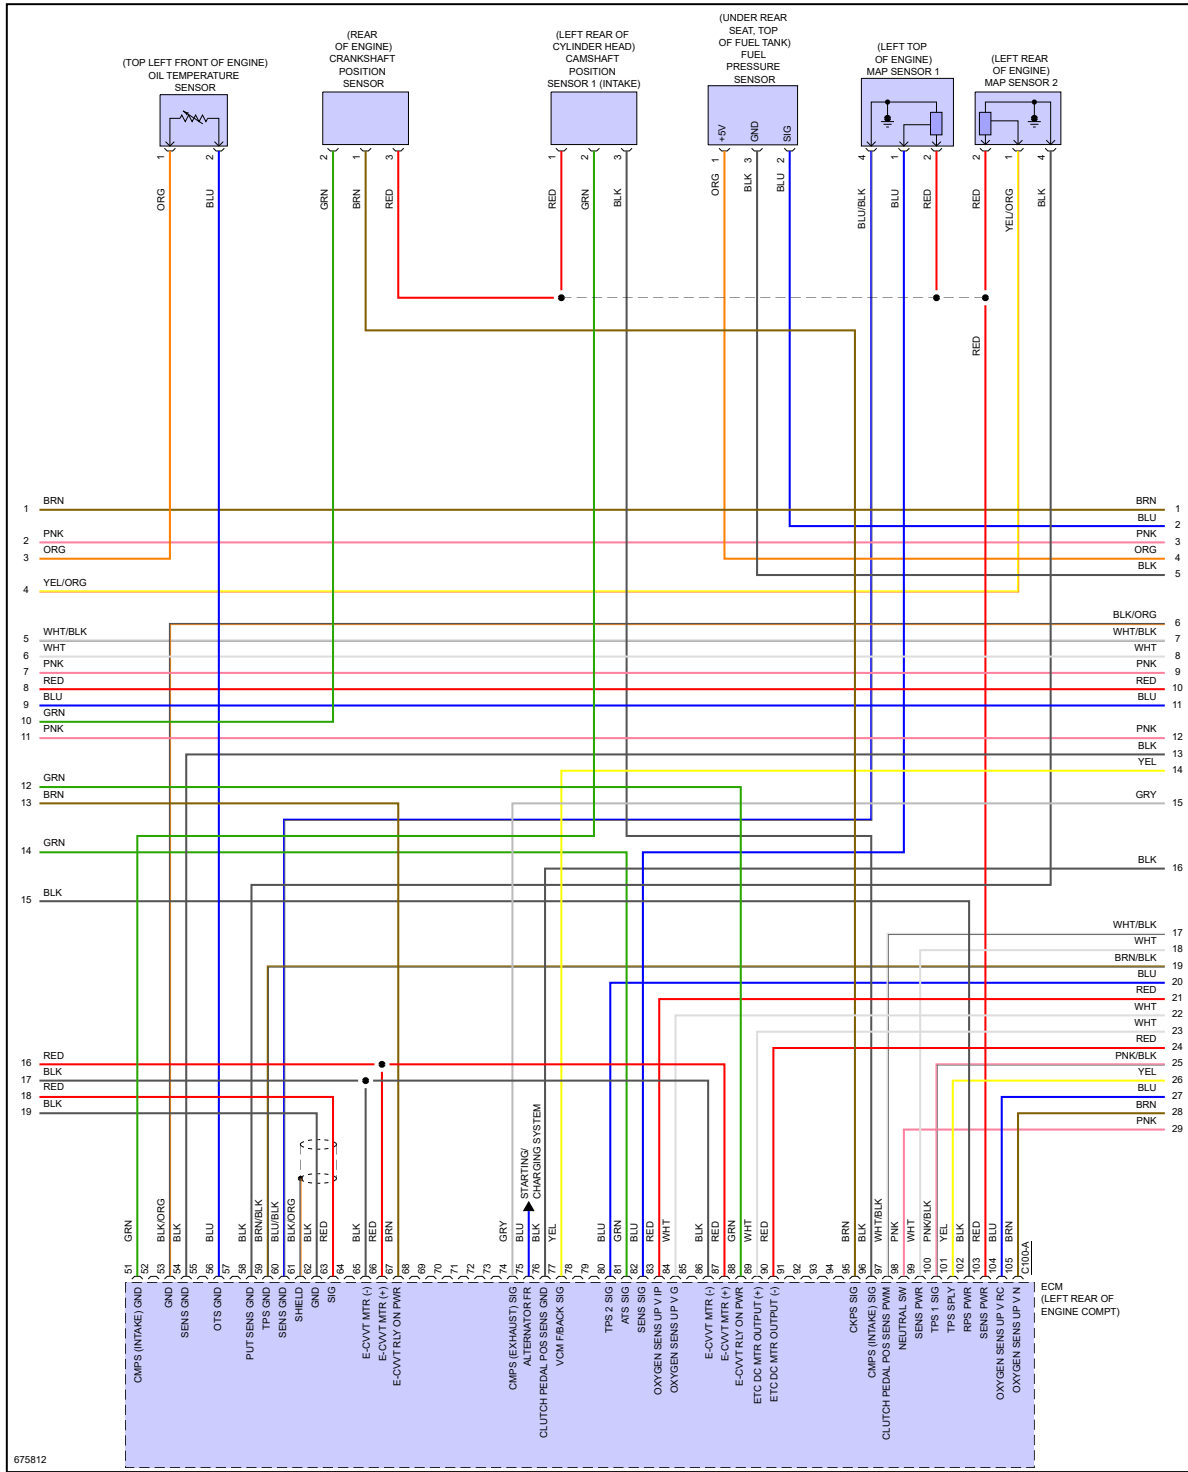 (TOP LEFT FRONT OF ENGINE)
OIL TEMPERATURE
SENSOR
(REAR
OF ENGINE)
CRANKSHAFT
POSITION
SENSOR
(LEFT REAR OF
CYLINDER HEAD)
CAMSHAFT
POSITION
SENSOR 1 (INTAKE)
(UNDER REAR
SEAT, TOP
OF FUEL TANK)
FUEL
PRESSURE
SENSOR
(LEFT TOP
OF ENGINE)
MAP SENSOR 1
(LEFT REAR
OF ENGINE)
MAP SENSOR 2
+5V
GND
SIG
1 2
2 1 3
1 2 3
1 3 2
4 1 2
2 1 4
ORG
BLU
GRN
BRN
RED
RED
GRN
BLK
ORG
BLK
BLU
BLU/BLK
BLU
RED
RED
YEL/ORG
BLK
RED
1 BRN
2 PNK
3 ORG
4 YEL/ORG
5 WHT/BLK
6 WHT
7 PNK
8 RED
9 BLU
10 GRN
11 PNK
12 GRN
13 BRN
14 GRN
15 BLK
16 RED
17 BLK
18 RED
19 BLK
BRN 1
BLU 2
PNK 3
ORG 4
BLK 5
BLK/ORG 6
WHT/BLK 7
WHT 8
PNK 9
RED 10
BLU 11
PNK 12
BLK 13
YEL 14
GRY 15
BLK 16
WHT/BLK 17
WHT 18
BRN/BLK 19
BLU 20
RED 21
WHT 22
WHT 23
RED 24
PNK/BLK 25
YEL 26
BLU 27
BRN 28
PNK 29
STARTING/
CHARGING SYSTEM
GRN
BLK/ORG
BLK
BLU
BLK
BRN/BLK
BLU/BLK
BLK/ORG
BLK
RED
BLK
RED
BRN
GRY
BLU
BLK
YEL
BLU
GRN
BLU
RED
WHT
BLK
RED
GRN
WHT
RED
BRN
BLK
WHT/BLK
PNK
WHT
PNK/BLK
YEL
BLK
RED
BLU
BRN
C100-A
51 52 53 54 55 56 57 58 59 60 61 62 63 64 65 66 67 68 69 70 71 72 73 74 75 76 77 78 79 80 81 82 83 84 85 86 87 88 89 90 91 92 93 94 95 96 97 98 99 100 101 102 103 104 105
CMPS (INTAKE) GND
GND
SENS GND
OTS GND
PUT SENS GND
TPS GND
SENS GND
SHIELD
GND
SIG
E-CVVT MTR (-)
E-CVVT MTR (+)
E-CVVT RLY ON PWR
CMPS (EXHAUST) SIG
ALTERNATOR FR
CLUTCH PEDAL POS SENS GND
VCM F/BACK SIG
TPS 2 SIG
ATS SIG
SENS SIG
OXYGEN SENS UP V IP
OXYGEN SENS UP V G
E-CVVT MTR (-)
E-CVVT MTR (+)
E-CVVT RLY ON PWR
ETC DC MTR OUTPUT (+)
ETC DC MTR OUTPUT (-)
CKPS SIG
CMPS (INTAKE) SIG
CLUTCH PEDAL POS SENS PWM
NEUTRAL SW
SENS PWR
TPS 1 SIG
TPS SPLY
RPS PWR
SENS PWR
OXYGEN SENS UP V RC
OXYGEN SENS UP V N
ECM
(LEFT REAR OF
ENGINE COMPT)
675812